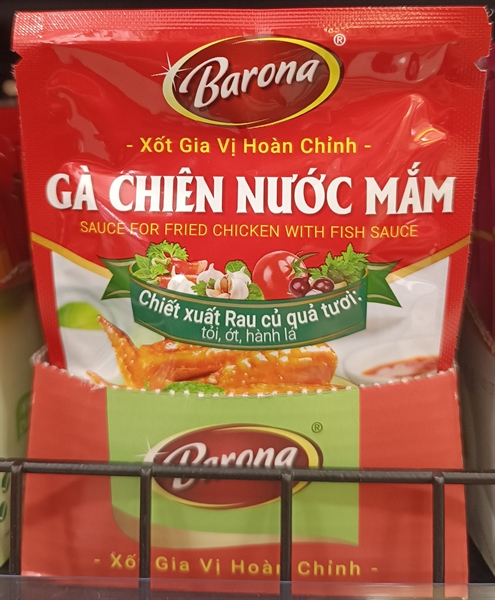 Barona®
- Xốt Gia Vị Hoàn Chỉnh -
GÀ CHIÊN NƯỚC MẮM
SAUCE FOR FRIED CHICKEN WITH FISH SAUCE
Chiết xuất Rau củ quả tươi:
tỏi, ớt, hành lá
Barona®
- Xốt Gia Vị Hoàn Chỉnh -